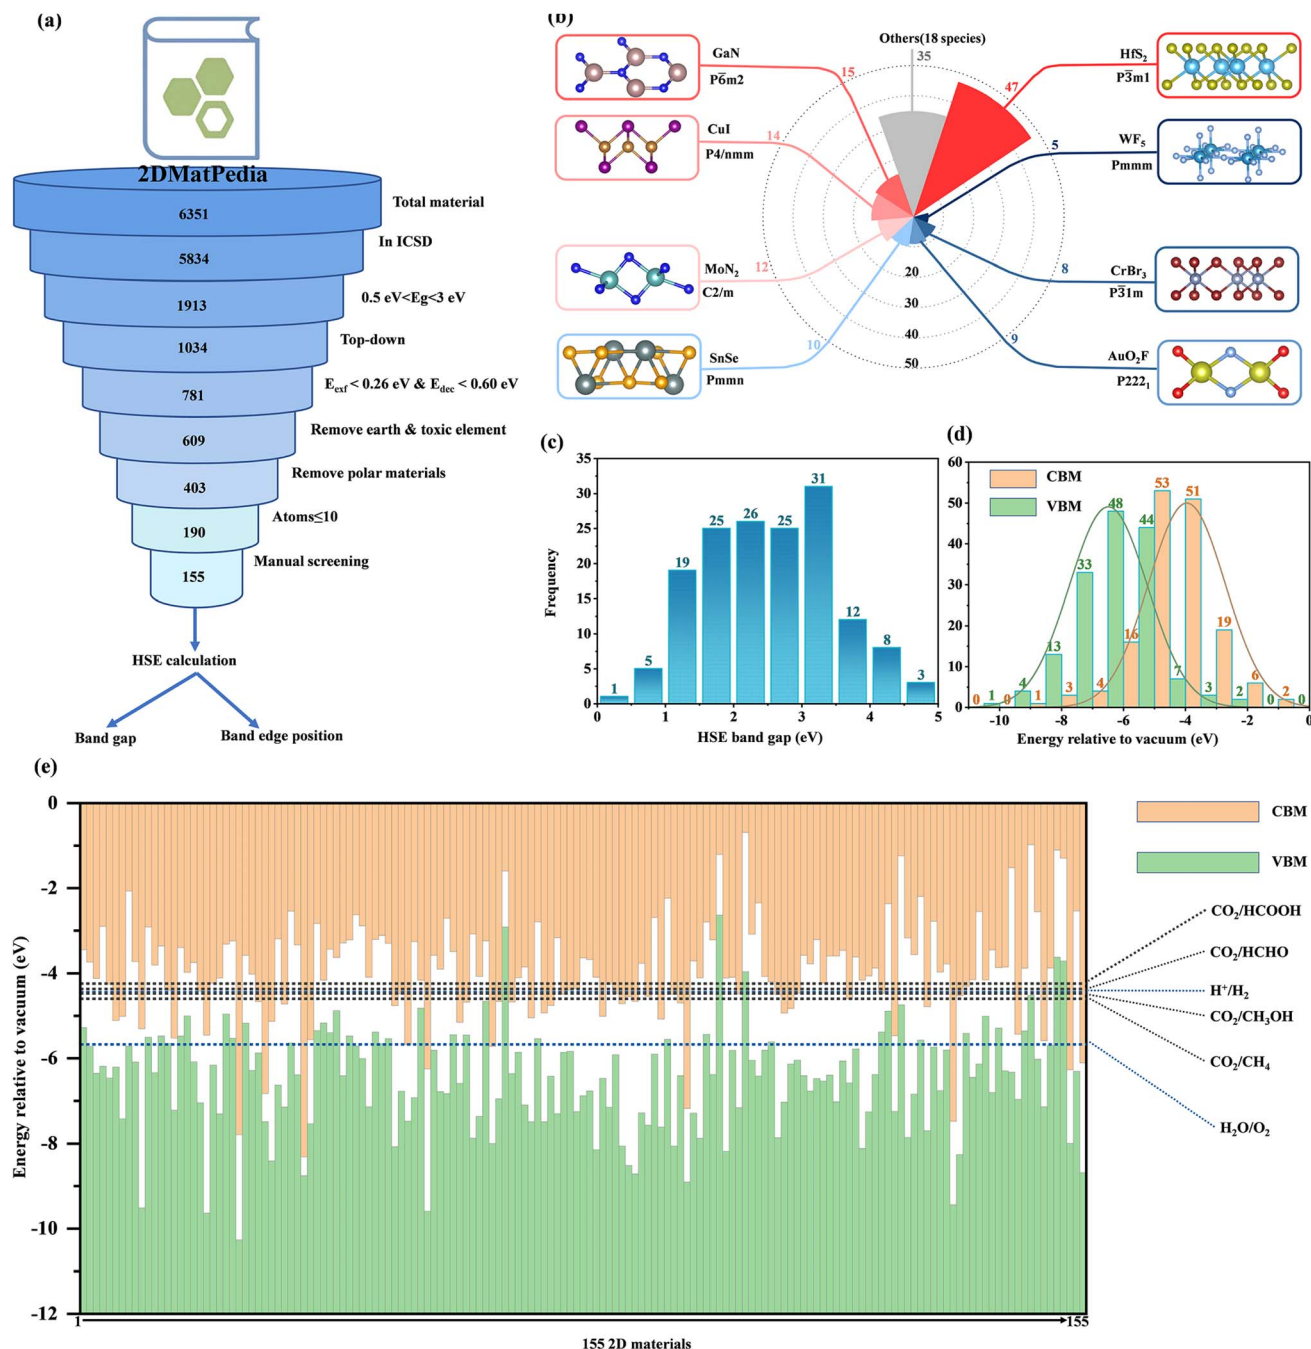 (a)
2DMatPedia
6351
Total material
5834
In ICSD
1913
0.5 eV<Eg<3 eV
1034
Top-down
781
E_exf < 0.26 eV & E_dec < 0.60 eV
609
Remove earth & toxic element
403
Remove polar materials
190
Atoms≤10
155
Manual screening
HSE calculation
Band gap
Band edge position
(b)
Others(18 species)
35
GaN
P6̅m2
15
CuI
P4/nmm
14
MoN₂
C2/m
12
SnSe
Pmmn
10
47
HfS₂
P3̅m1
5
WF₅
Pmmm
8
CrBr₃
P3̅1m
9
AuO₂F
P222₁
20
30
40
50
(c)
Frequency
35
30
25
20
15
10
5
0
1
5
19
25
26
25
31
12
8
3
0
1
2
3
4
5
HSE band gap (eV)
(d)
CBM
VBM
60
50
40
30
20
10
0
0
1
0
4
1
13
3
33
4
48
16
44
53
7
51
3
19
2
6
0
2
0
-10
-8
-6
-4
-2
0
Energy relative to vacuum (eV)
(e)
Energy relative to vacuum (eV)
0
-2
-4
-6
-8
-10
-12
1
155
155 2D materials
CBM
VBM
CO₂/HCOOH
CO₂/HCHO
H⁺/H₂
CO₂/CH₃OH
CO₂/CH₄
H₂O/O₂